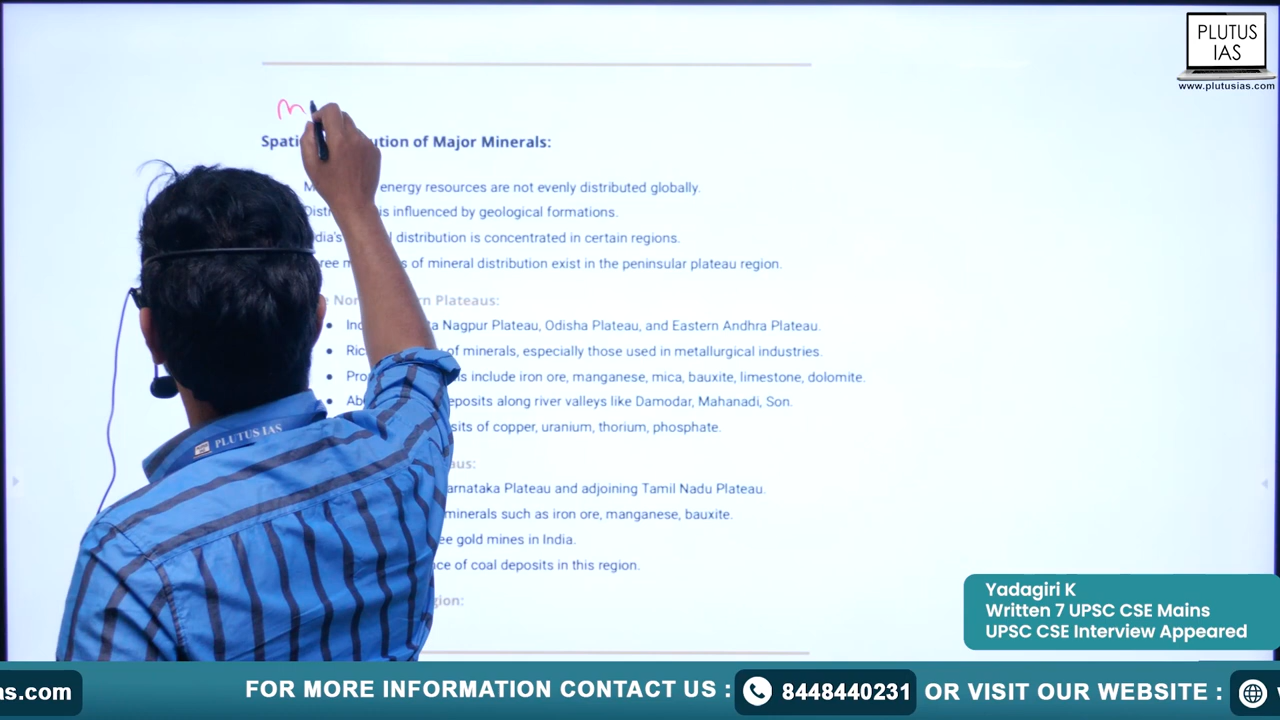 PLUTUS
IAS
www.plutusias.com
m
Spati ution of Major Minerals:
M energy resources are not evenly distributed globally.
Distr is influenced by geological formations.
dia's l distribution is concentrated in certain regions.
ree m s of mineral distribution exist in the peninsular plateau region.
e Nor rn Plateaus:
• Inc ta Nagpur Plateau, Odisha Plateau, and Eastern Andhra Plateau.
• Ric of minerals, especially those used in metallurgical industries.
• Pro ls include iron ore, manganese, mica, bauxite, limestone, dolomite.
• Ab eposits along river valleys like Damodar, Mahanadi, Son.
sits of copper, uranium, thorium, phosphate.
aus:
arnataka Plateau and adjoining Tamil Nadu Plateau.
minerals such as iron ore, manganese, bauxite.
ee gold mines in India.
nce of coal deposits in this region.
gion:
PLUTUS IAS
Yadagiri K
Written 7 UPSC CSE Mains
UPSC CSE Interview Appeared
as.com FOR MORE INFORMATION CONTACT US : 8448440231 OR VISIT OUR WEBSITE :